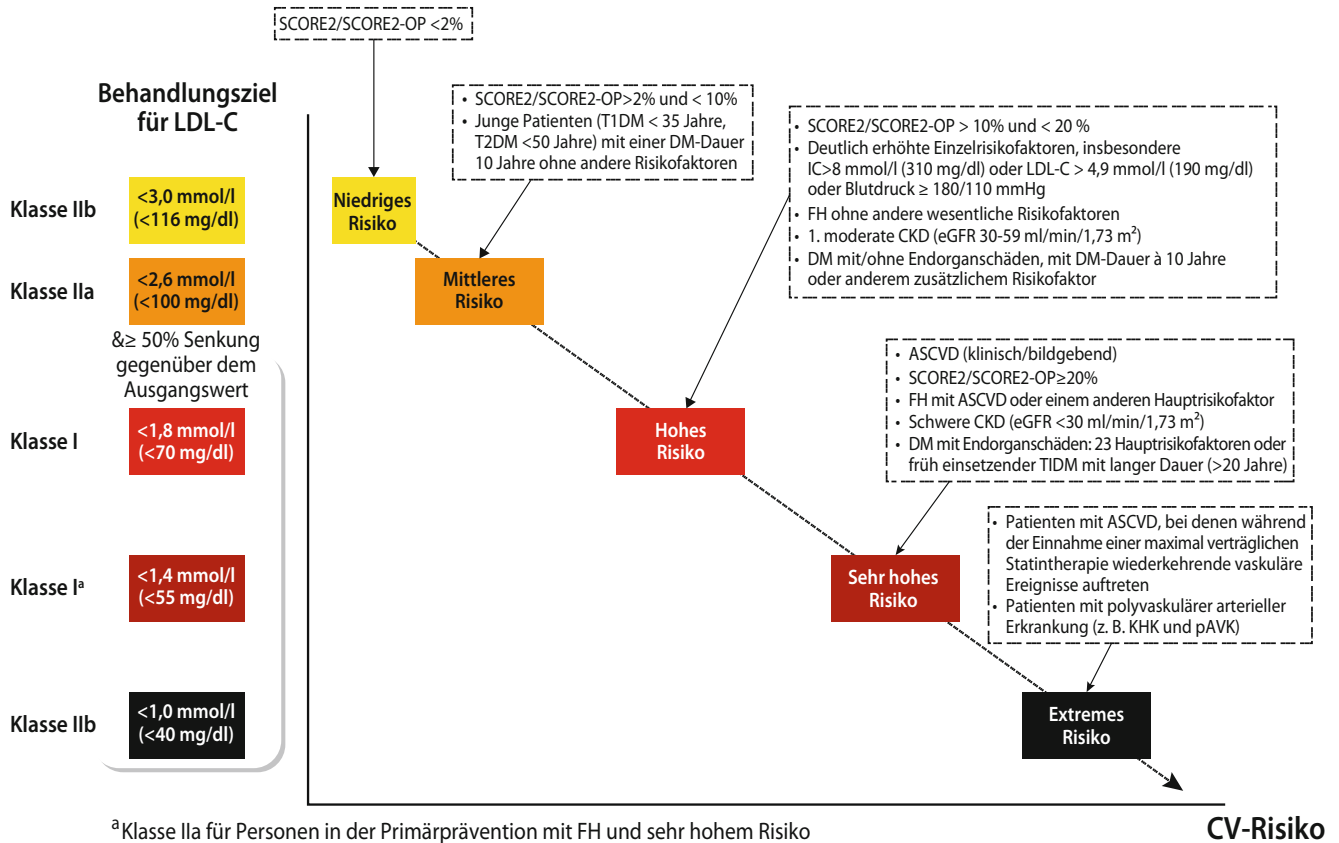 SCORE2/SCORE2-OP <2%
Behandlungsziel
für LDL-C
• SCORE2/SCORE2-OP>2% und < 10%
• Junge Patienten (T1DM < 35 Jahre,
T2DM <50 Jahre) mit einer DM-Dauer
10 Jahre ohne andere Risikofaktoren
• SCORE2/SCORE2-OP > 10% und < 20 %
• Deutlich erhöhte Einzelrisikofaktoren, insbesondere
IC>8 mmol/l (310 mg/dl) oder LDL-C > 4,9 mmol/l (190 mg/dl)
oder Blutdruck ≥ 180/110 mmHg
• FH ohne andere wesentliche Risikofaktoren
• 1. moderate CKD (eGFR 30-59 ml/min/1,73 m²)
• DM mit/ohne Endorganschäden, mit DM-Dauer à 10 Jahre
oder anderem zusätzlichem Risikofaktor
Klasse IIb
<3,0 mmol/l
(<116 mg/dl)
Niedriges
Risiko
Klasse IIa
<2,6 mmol/l
(<100 mg/dl)
Mittleres
Risiko
&≥ 50% Senkung
gegenüber dem
Ausgangswert
• ASCVD (klinisch/bildgebend)
• SCORE2/SCORE2-OP≥20%
• FH mit ASCVD oder einem anderen Hauptrisikofaktor
• Schwere CKD (eGFR <30 ml/min/1,73 m²)
• DM mit Endorganschäden: 23 Hauptrisikofaktoren oder
früh einsetzender TIDM mit langer Dauer (>20 Jahre)
Klasse I
<1,8 mmol/l
(<70 mg/dl)
Hohes
Risiko
• Patienten mit ASCVD, bei denen während
der Einnahme einer maximal verträglichen
Statintherapie wiederkehrende vaskuläre
Ereignisse auftreten
• Patienten mit polyvaskulärer arterieller
Erkrankung (z. B. KHK und pAVK)
Klasse Iª
<1,4 mmol/l
(<55 mg/dl)
Sehr hohes
Risiko
Klasse IIb
<1,0 mmol/l
(<40 mg/dl)
Extremes
Risiko
ª Klasse IIa für Personen in der Primärprävention mit FH und sehr hohem Risiko
CV-Risiko